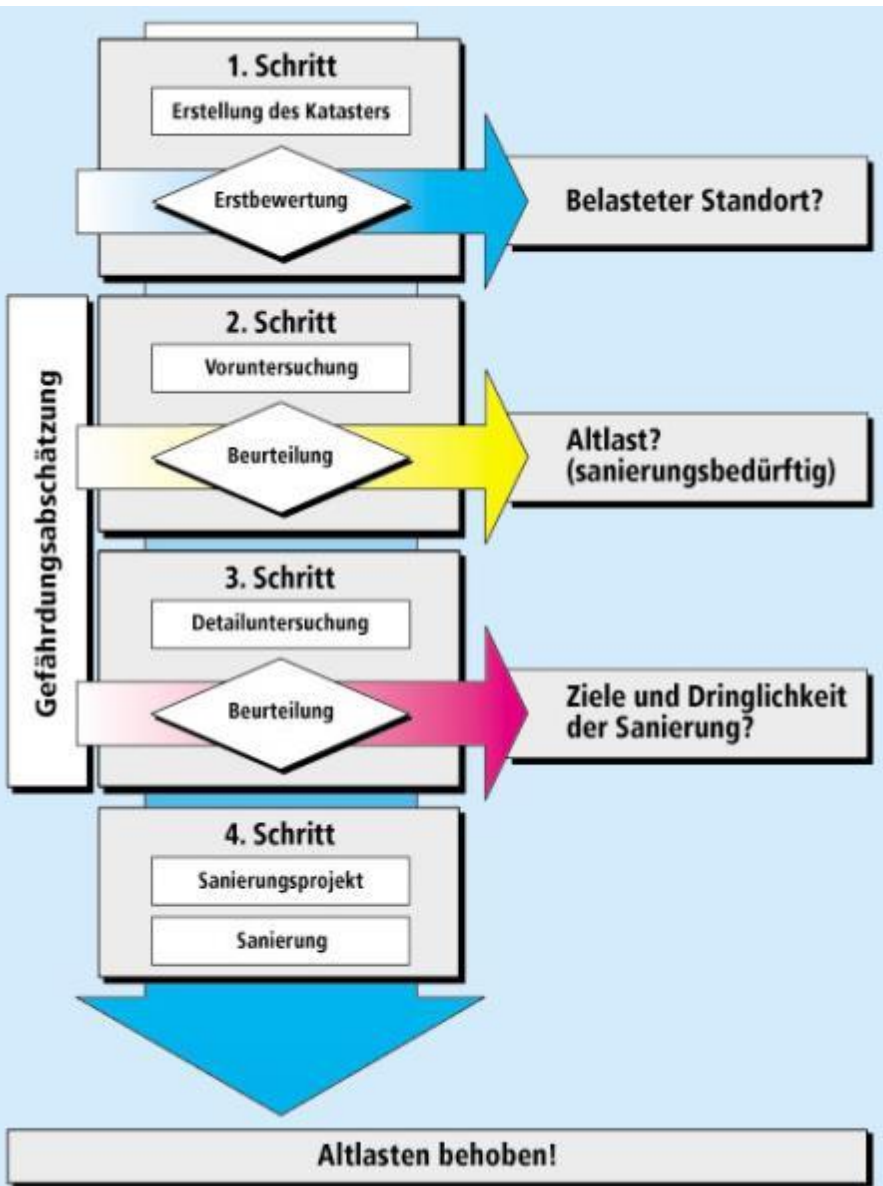 1. Schritt
Erstellung des Katasters
Erstbewertung
Belasteter Standort?
Gefährdungsabschätzung
2. Schritt
Voruntersuchung
Beurteilung
Altlast?
(sanierungsbedürftig)
3. Schritt
Detailuntersuchung
Beurteilung
Ziele und Dringlichkeit
der Sanierung?
4. Schritt
Sanierungsprojekt
Sanierung
Altlasten behoben!